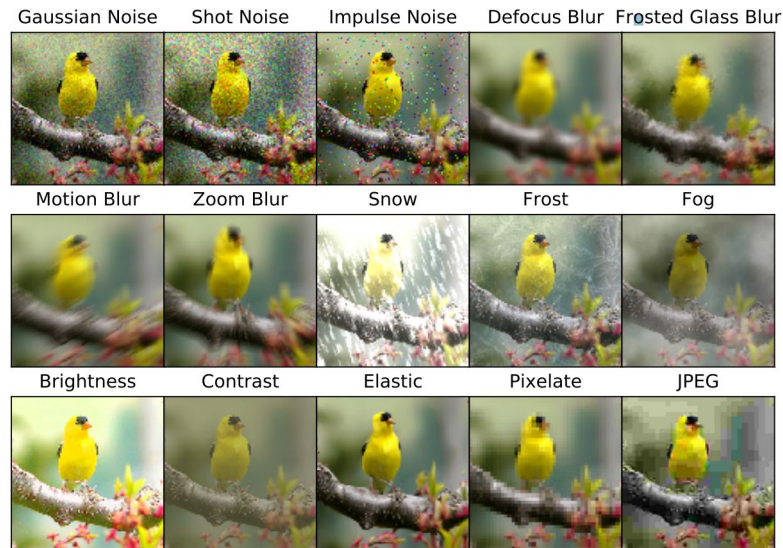 Gaussian Noise Shot Noise Impulse Noise Defocus Blur Frosted Glass Blur
Motion Blur Zoom Blur Snow Frost Fog
Brightness Contrast Elastic Pixelate JPEG